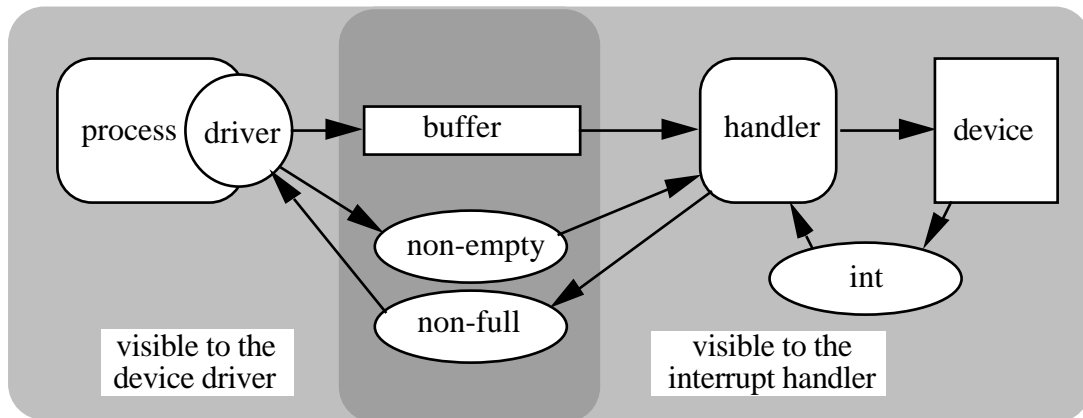 process
driver
buffer
handler
device
non-empty
int
non-full
visible to the
device driver
visible to the
interrupt handler